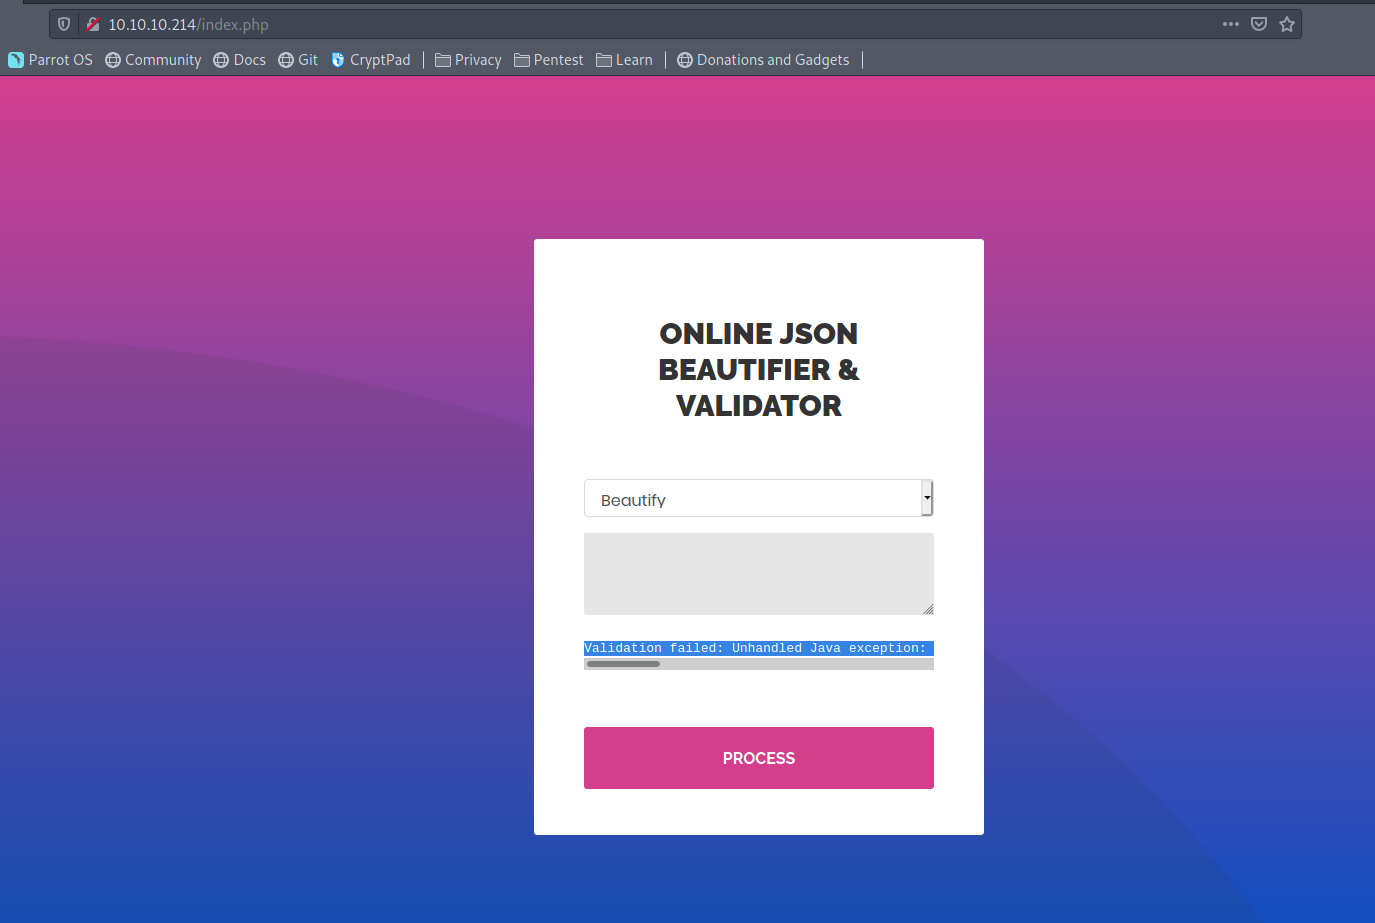 10.10.10.214/index.php
Parrot OS Community Docs Git CryptPad Privacy Pentest Learn Donations and Gadgets
ONLINE JSON
BEAUTIFIER &
VALIDATOR
Beautify
Validation failed: Unhandled Java exception:
PROCESS